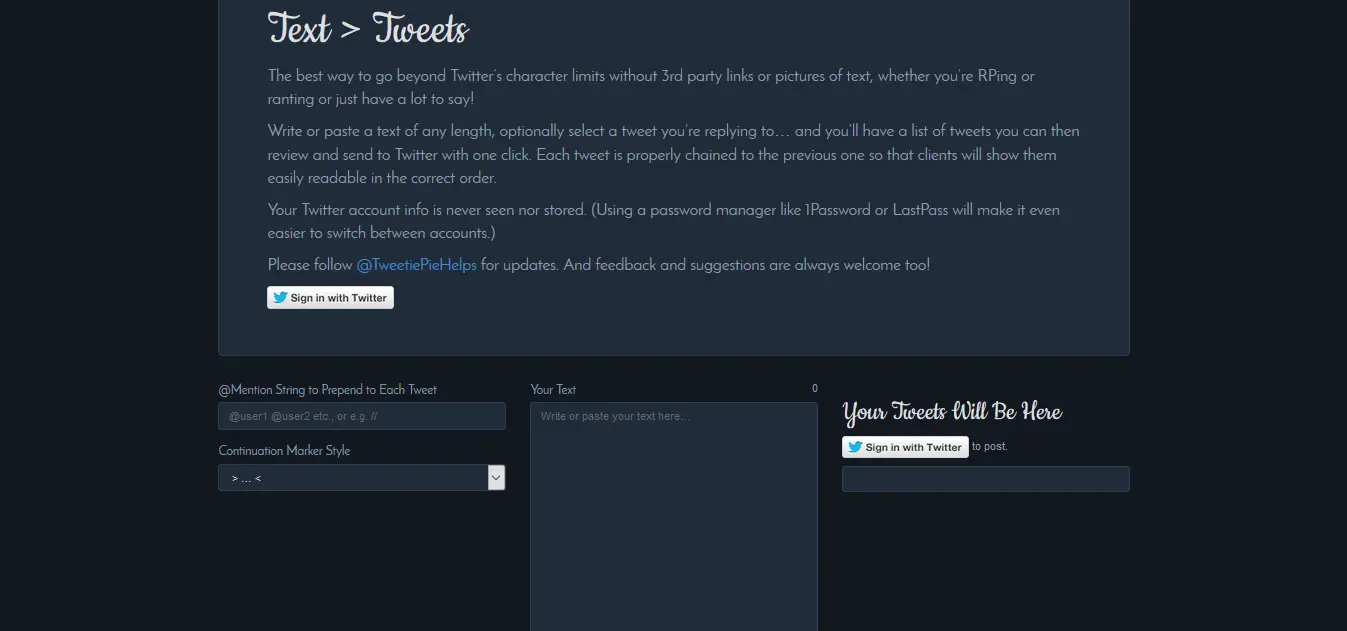 Text > Tweets
The best way to go beyond Twitter's character limits without 3rd party links or pictures of text, whether you're RPing or
ranting or just have a lot to say!
Write or paste a text of any length, optionally select a tweet you're replying to… and you'll have a list of tweets you can then
review and send to Twitter with one click. Each tweet is properly chained to the previous one so that clients will show them
easily readable in the correct order.
Your Twitter account info is never seen nor stored. (Using a password manager like 1Password or LastPass will make it even
easier to switch between accounts.)
Please follow @TweetiePieHelps for updates. And feedback and suggestions are always welcome too!
Sign in with Twitter
@Mention String to Prepend to Each Tweet
@user1 @user2 etc., or e.g. //
Continuation Marker Style
> ... <
Your Text 0
Write or paste your text here...
Your Tweets Will Be Here
Sign in with Twitter to post.